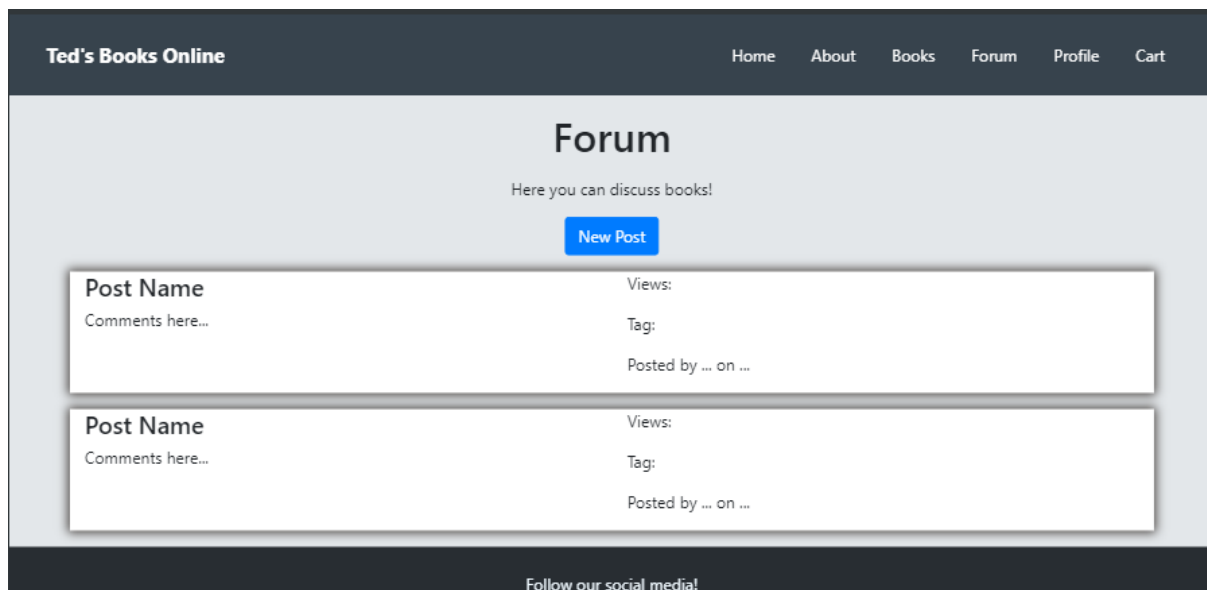 Ted's Books Online
Home About Books Forum Profile Cart
Forum
Here you can discuss books!
New Post
Post Name
Comments here...
Views:
Tag:
Posted by ... on ...
Post Name
Comments here...
Views:
Tag:
Posted by ... on ...
Follow our social media!